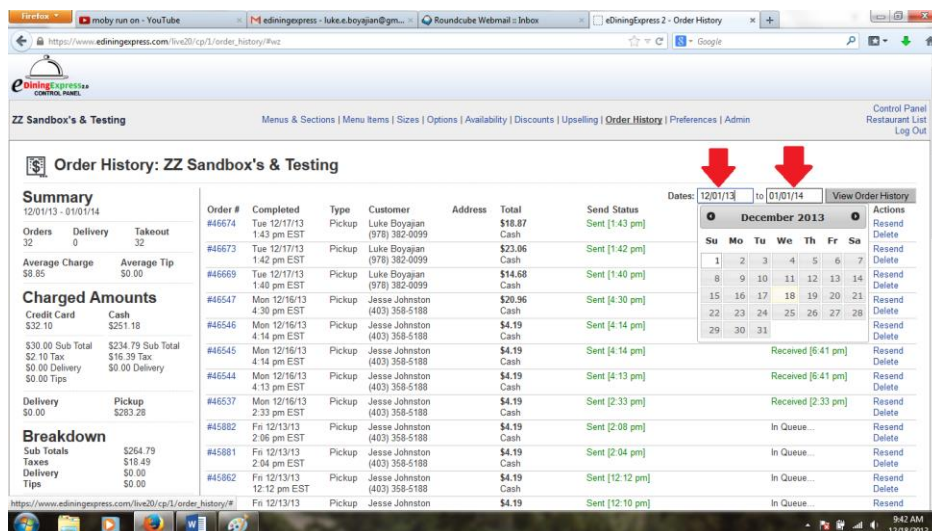 Firefox
moby run on - YouTube
ediningexpress - luke.e.boyajian@gm...
Roundcube Webmail :: Inbox
eDiningExpress 2 - Order History
https://www.ediningexpress.com/live20/cp/1/order_history/#wz
Google
eDiningExpress 2.0
CONTROL PANEL
Control Panel
Restaurant List
Log Out
ZZ Sandbox's & Testing
Menus & Sections | Menu Items | Sizes | Options | Availability | Discounts | Upselling | Order History | Preferences | Admin
Order History: ZZ Sandbox's & Testing
Summary
12/01/13 - 01/01/14
Orders Delivery Takeout
32 0 32
Average Charge Average Tip
$8.85 $0.00
Charged Amounts
Credit Card Cash
$32.10 $251.18
$30.00 Sub Total $234.79 Sub Total
$2.10 Tax $16.39 Tax
$0.00 Delivery $0.00 Delivery
$0.00 Tips
Delivery Pickup
$0.00 $283.28
Breakdown
Sub Totals $264.79
Taxes $18.49
Delivery $0.00
Tips $0.00
Dates: 12/01/13 to 01/01/14 View Order History
Order # Completed Type Customer Address Total Send Status Actions
#46674 Tue 12/17/13 Pickup Luke Boyajian $18.87 Sent [1:43 pm] Resend
1:43 pm EST (978) 382-0099 Cash Delete
#46673 Tue 12/17/13 Pickup Luke Boyajian $23.06 Sent [1:42 pm] Resend
1:42 pm EST (978) 382-0099 Cash Delete
#46669 Tue 12/17/13 Pickup Luke Boyajian $14.68 Sent [1:40 pm] Resend
1:40 pm EST (978) 382-0099 Cash Delete
#46547 Mon 12/16/13 Pickup Jesse Johnston $20.96 Sent [4:30 pm] Resend
4:30 pm EST (403) 358-5188 Cash Delete
#46546 Mon 12/16/13 Pickup Jesse Johnston $4.19 Sent [4:14 pm] Resend
4:14 pm EST (403) 358-5188 Cash Delete
#46545 Mon 12/16/13 Pickup Jesse Johnston $4.19 Sent [4:14 pm] Received [6:41 pm] Resend
4:14 pm EST (403) 358-5188 Cash Delete
#46544 Mon 12/16/13 Pickup Jesse Johnston $4.19 Sent [4:13 pm] Received [6:41 pm] Resend
4:13 pm EST (403) 358-5188 Cash Delete
#46537 Mon 12/16/13 Pickup Jesse Johnston $4.19 Sent [2:33 pm] Received [2:33 pm] Resend
2:33 pm EST (403) 358-5188 Cash Delete
#45882 Fri 12/13/13 Pickup Jesse Johnston $4.19 Sent [2:08 pm] In Queue... Resend
2:06 pm EST (403) 358-5188 Cash Delete
#45881 Fri 12/13/13 Pickup Jesse Johnston $4.19 Sent [2:04 pm] In Queue... Resend
2:04 pm EST (403) 358-5188 Cash Delete
#45862 Fri 12/13/13 Pickup Jesse Johnston $4.19 Sent [12:12 pm] In Queue... Resend
12:12 pm EST (403) 358-5188 Cash Delete
Fri 12/13/13 Pickup Jesse Johnston $4.19 Sent [12:10 pm] In Queue... Resend
December 2013
Su Mo Tu We Th Fr Sa
1 2 3 4 5 6 7
8 9 10 11 12 13 14
15 16 17 18 19 20 21
22 23 24 25 26 27 28
29 30 31
https://www.ediningexpress.com/live20/cp/1/order_history/#
9:42 AM
12/18/2013